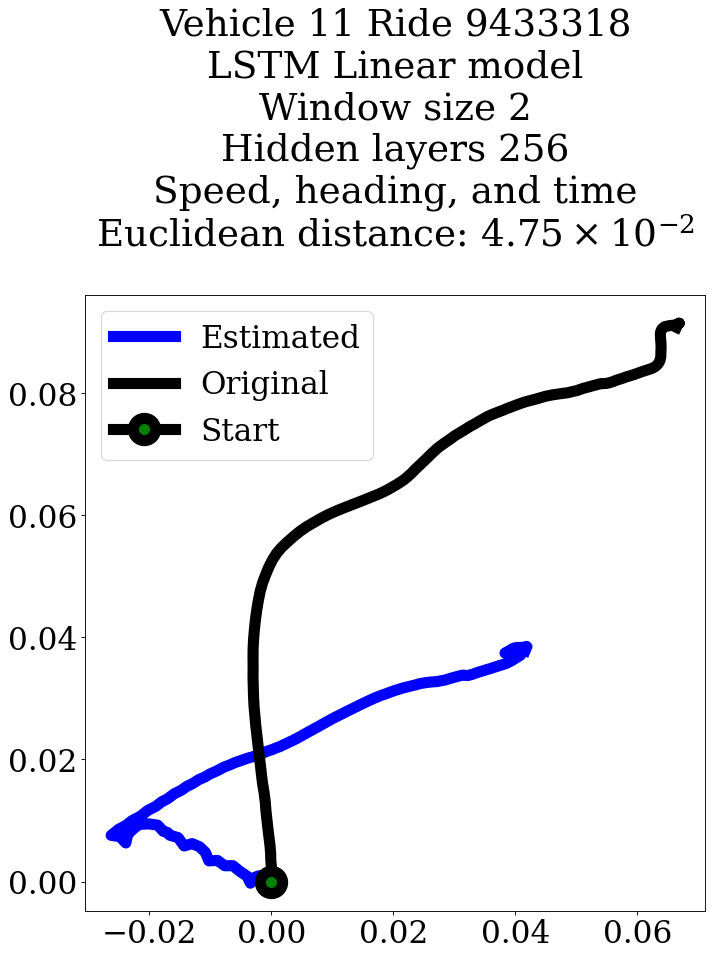 Vehicle 11 Ride 9433318
LSTM Linear model
Window size 2
Hidden layers 256
Speed, heading, and time
Euclidean distance: 4.75 × 10⁻²
Estimated
Original
Start
0.08
0.06
0.04
0.02
0.00
−0.02 0.00 0.02 0.04 0.06